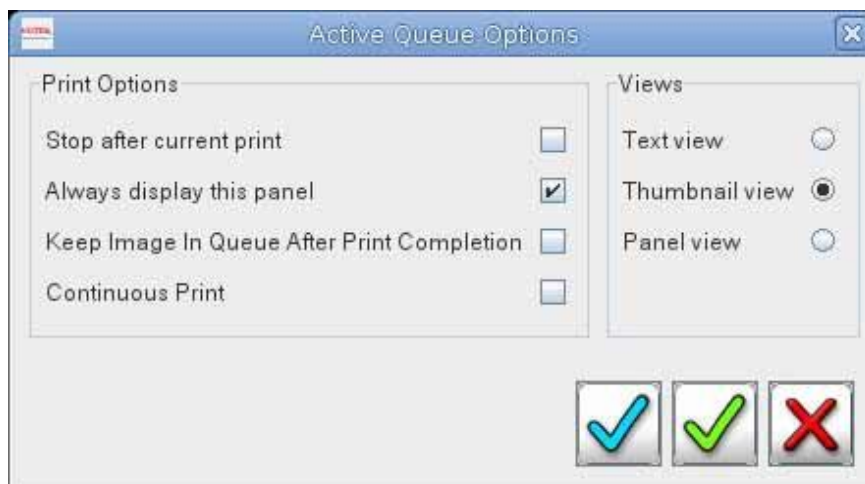 Active Queue Options
Print Options
Stop after current print
Always display this panel
Keep Image In Queue After Print Completion
Continuous Print
Views
Text view
Thumbnail view
Panel view